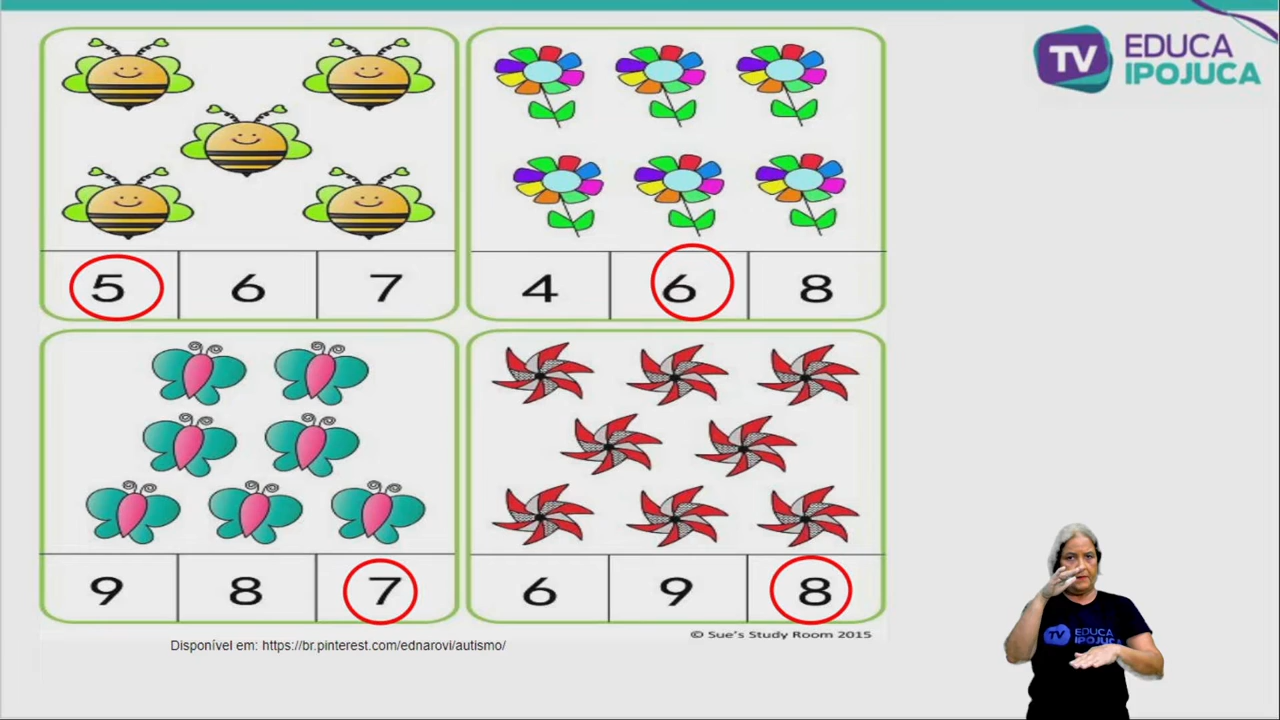 TV EDUCA
IPOJUCA
5 6 7
4 6 8
9 8 7
6 9 8
© Sue's Study Room 2015
Disponível em: https://br.pinterest.com/ednarovi/autismo/
TV EDUCA
IPOJUCA